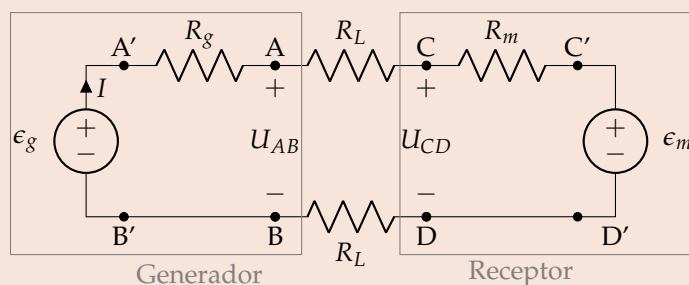 R_g R_L R_m
A′ A C C′
I
+ +
ϵ_g + − U_AB U_CD + − ϵ_m
− −
B′ B D D′
R_L
Generador Receptor